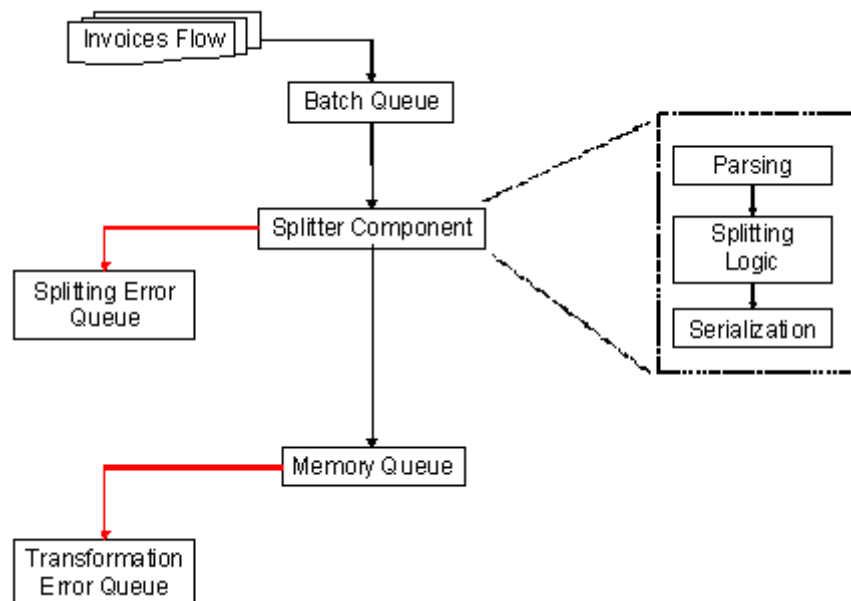 Invoices Flow
Batch Queue
Parsing
Splitter Component
Splitting
Logic
Splitting Error
Queue
Serialization
Memory Queue
Transformation
Error Queue